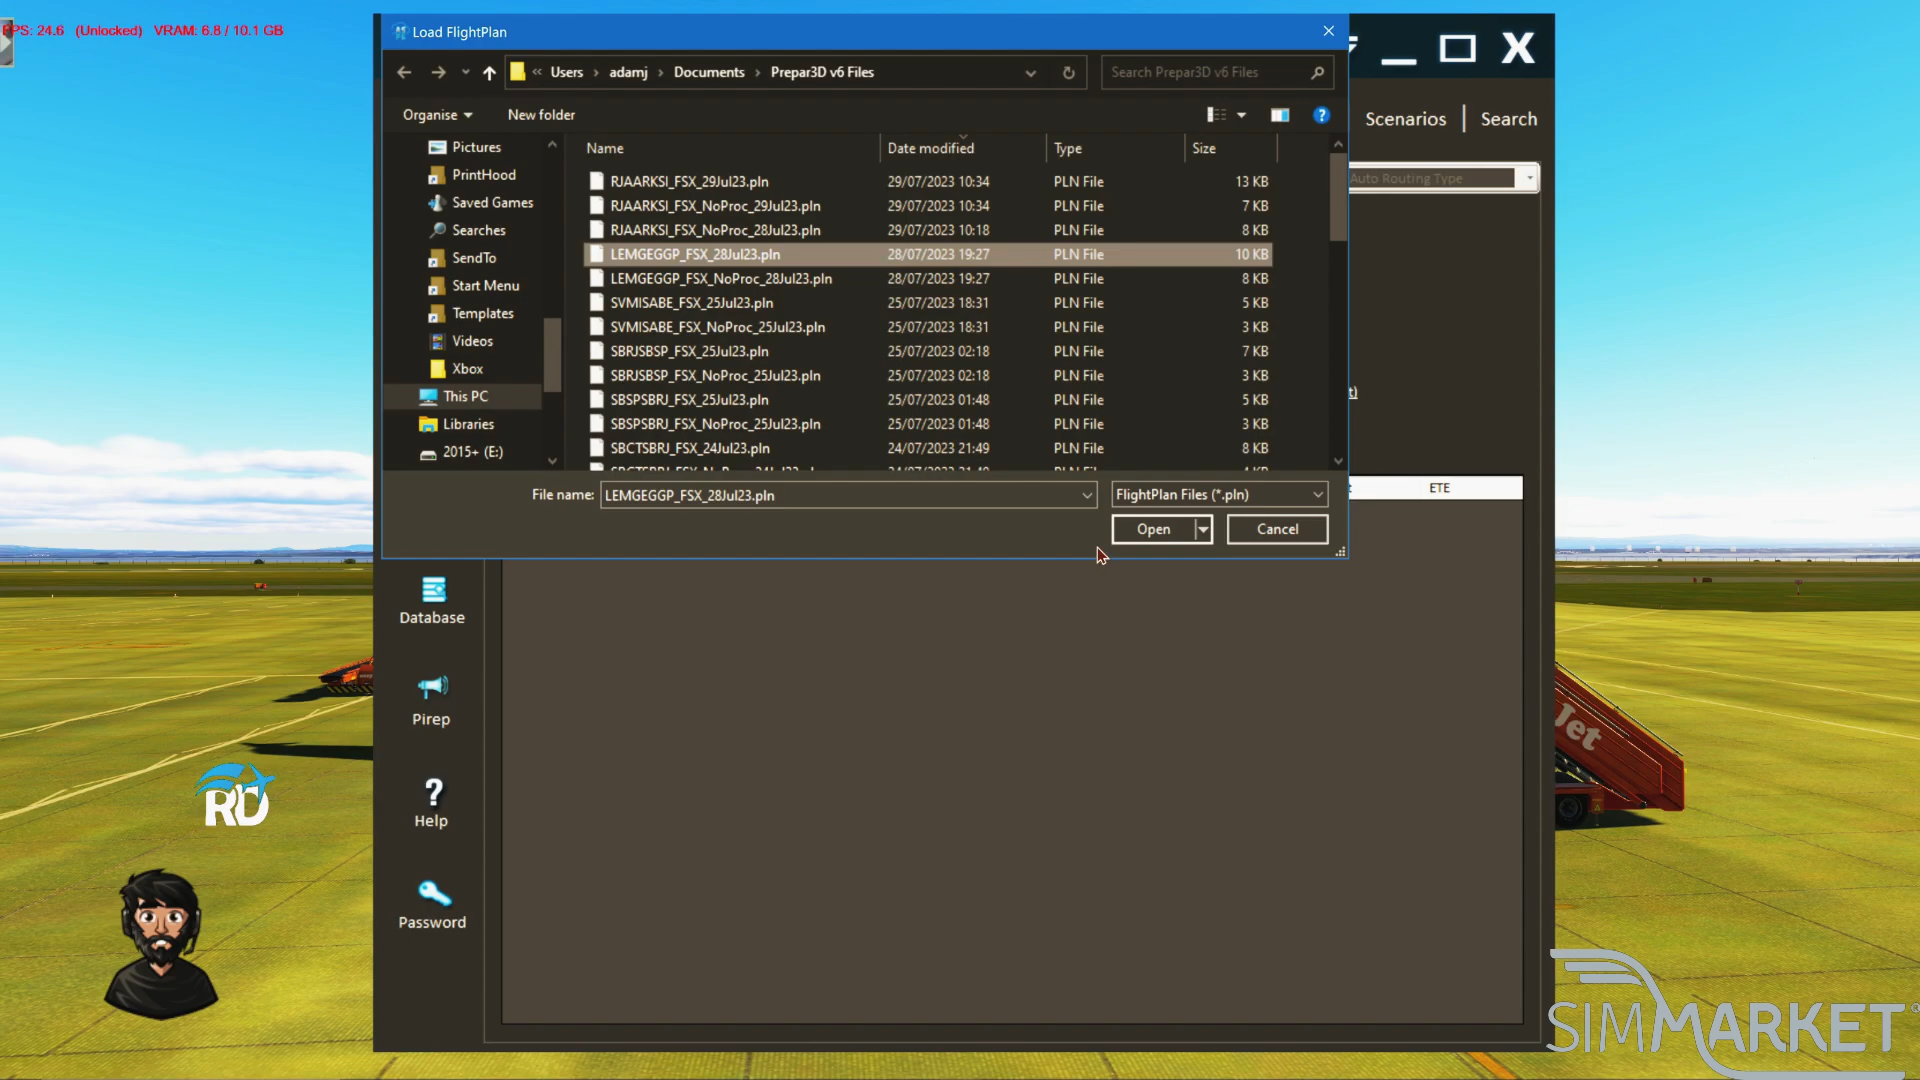 FPS: 24.6 (Unlocked) VRAM: 6.8 / 10.1 GB
Load FlightPlan
« Users › adamj › Documents › Prepar3D v6 Files
Search Prepar3D v6 Files
Organise
New folder
Scenarios | Search
Auto Routing Type
Pictures
PrintHood
Saved Games
Searches
SendTo
Start Menu
Templates
Videos
Xbox
This PC
Libraries
2015+ (E:)
Name Date modified Type Size
RJAARKSI_FSX_29Jul23.pln 29/07/2023 10:34 PLN File 13 KB
RJAARKSI_FSX_NoProc_29Jul23.pln 29/07/2023 10:34 PLN File 7 KB
RJAARKSI_FSX_NoProc_28Jul23.pln 29/07/2023 10:18 PLN File 8 KB
LEMGEGGP_FSX_28Jul23.pln 28/07/2023 19:27 PLN File 10 KB
LEMGEGGP_FSX_NoProc_28Jul23.pln 28/07/2023 19:27 PLN File 8 KB
SVMISABE_FSX_25Jul23.pln 25/07/2023 18:31 PLN File 5 KB
SVMISABE_FSX_NoProc_25Jul23.pln 25/07/2023 18:31 PLN File 3 KB
SBRJSBSP_FSX_25Jul23.pln 25/07/2023 02:18 PLN File 7 KB
SBRJSBSP_FSX_NoProc_25Jul23.pln 25/07/2023 02:18 PLN File 3 KB
SBSPSBRJ_FSX_25Jul23.pln 25/07/2023 01:48 PLN File 5 KB
SBSPSBRJ_FSX_NoProc_25Jul23.pln 25/07/2023 01:48 PLN File 3 KB
SBCTSBRJ_FSX_24Jul23.pln 24/07/2023 21:49 PLN File 8 KB
File name: LEMGEGGP_FSX_28Jul23.pln
FlightPlan Files (*.pln)
Open
Cancel
ETE
Database
Pirep
Help
Password
RD
Jet
SIMMARKET